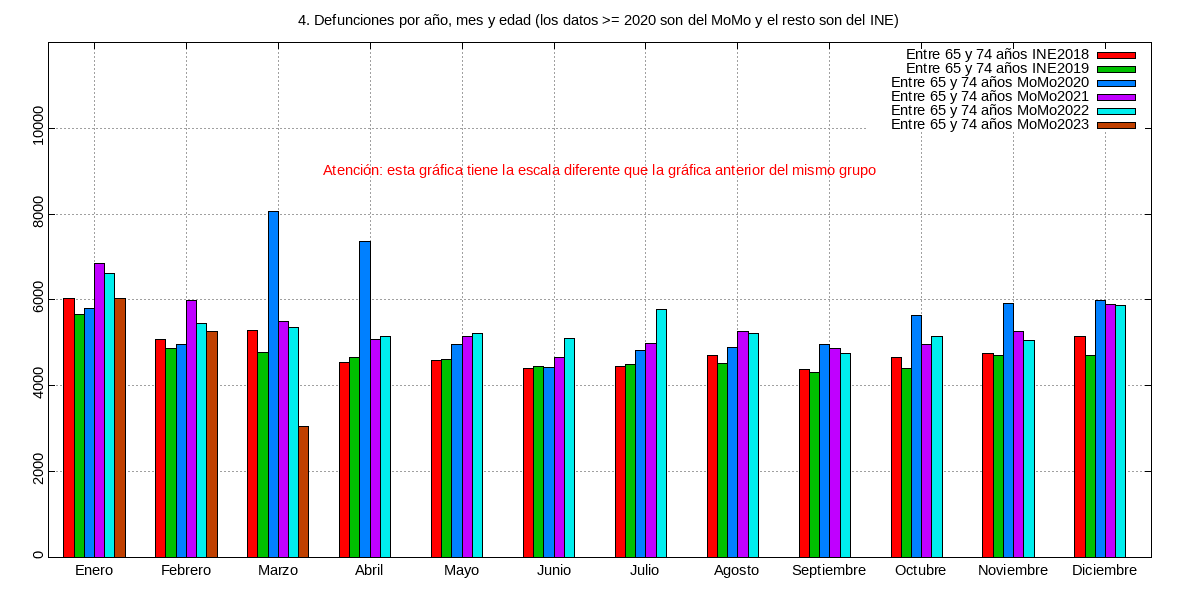 4. Defunciones por año, mes y edad (los datos >= 2020 son del MoMo y el resto son del INE)
Entre 65 y 74 años INE2018
Entre 65 y 74 años INE2019
Entre 65 y 74 años MoMo2020
Entre 65 y 74 años MoMo2021
Entre 65 y 74 años MoMo2022
Entre 65 y 74 años MoMo2023
Atención: esta gráfica tiene la escala diferente que la gráfica anterior del mismo grupo
10000
8000
6000
4000
2000
0
Enero Febrero Marzo Abril Mayo Junio Julio Agosto Septiembre Octubre Noviembre Diciembre